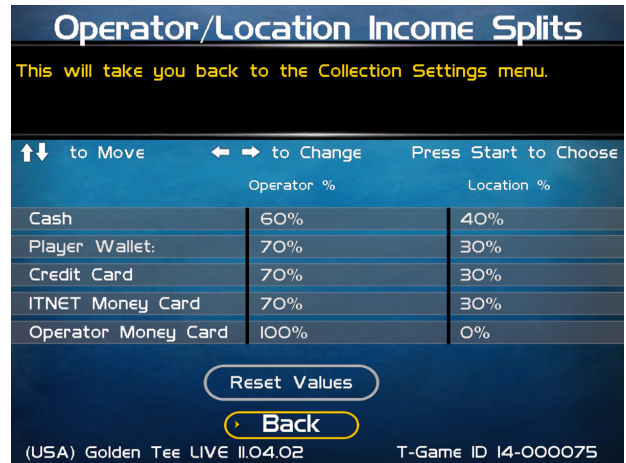 Operator/Location Income Splits
This will take you back to the Collection Settings menu.
to Move to Change Press Start to Choose
Operator % Location %
Cash 60% 40%
Player Wallet: 70% 30%
Credit Card 70% 30%
ITNET Money Card 70% 30%
Operator Money Card 100% 0%
Reset Values
Back
(USA) Golden Tee LIVE 11.04.02 T-Game ID 14-000075